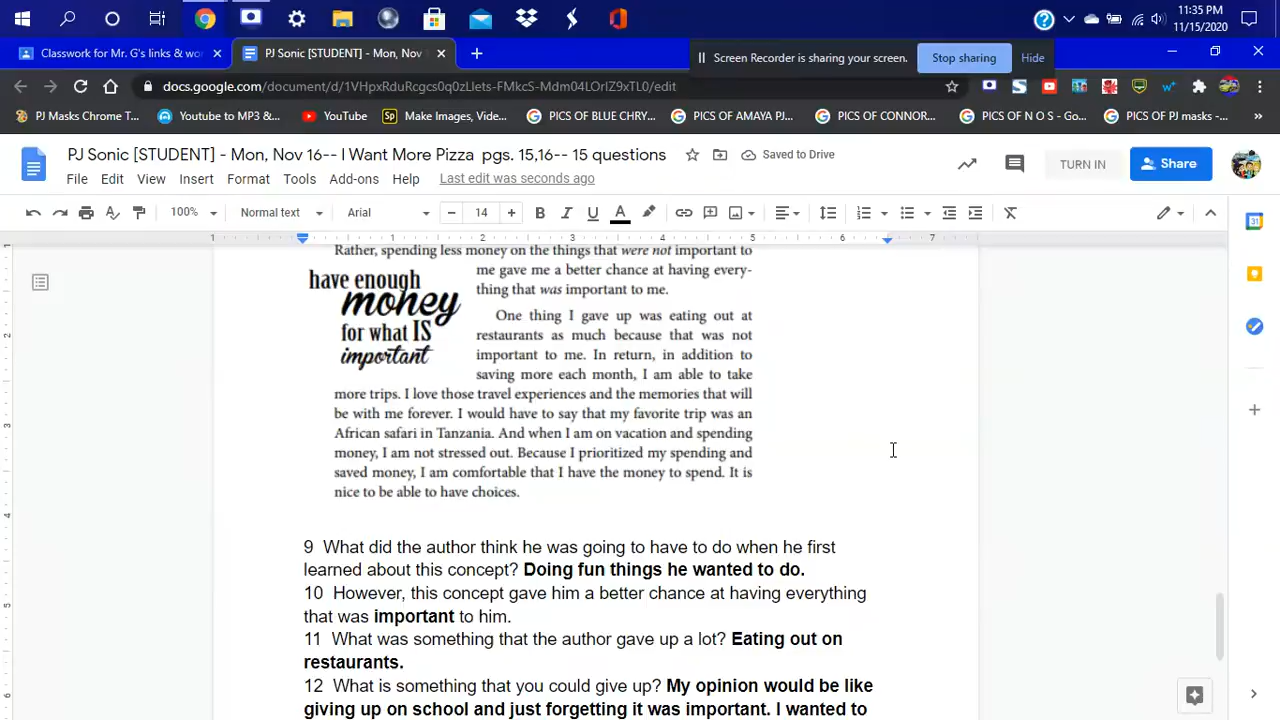 11:35 PM
11/15/2020
Classwork for Mr. G's links & wo
PJ Sonic [STUDENT] - Mon, Nov
Screen Recorder is sharing your screen.
Stop sharing
Hide
docs.google.com/document/d/1VHpxRduRcgcs0q0zLlets-FMkcS-Mdm04LOrIZ9xTL0/edit
PJ Masks Chrome T...
Youtube to MP3 &...
YouTube
Make Images, Vide...
PICS OF BLUE CHRY...
PICS OF AMAYA PJ...
PICS OF CONNOR...
PICS OF N O S - Go...
PICS OF PJ masks -...
PJ Sonic [STUDENT] - Mon, Nov 16-- I Want More Pizza pgs. 15,16-- 15 questions
Saved to Drive
File Edit View Insert Format Tools Add-ons Help Last edit was seconds ago
TURN IN
Share
100% Normal text Arial 14
Rather, spending less money on the things that were not important to
me gave me a better chance at having every-
thing that was important to me.
have enough
money
for what IS
important
One thing I gave up was eating out at
restaurants as much because that was not
important to me. In return, in addition to
saving more each month, I am able to take
more trips. I love those travel experiences and the memories that will
be with me forever. I would have to say that my favorite trip was an
African safari in Tanzania. And when I am on vacation and spending
money, I am not stressed out. Because I prioritized my spending and
saved money, I am comfortable that I have the money to spend. It is
nice to be able to have choices.
9 What did the author think he was going to have to do when he first
learned about this concept? Doing fun things he wanted to do.
10 However, this concept gave him a better chance at having everything
that was important to him.
11 What was something that the author gave up a lot? Eating out on
restaurants.
12 What is something that you could give up? My opinion would be like
giving up on school and just forgetting it was important. I wanted to